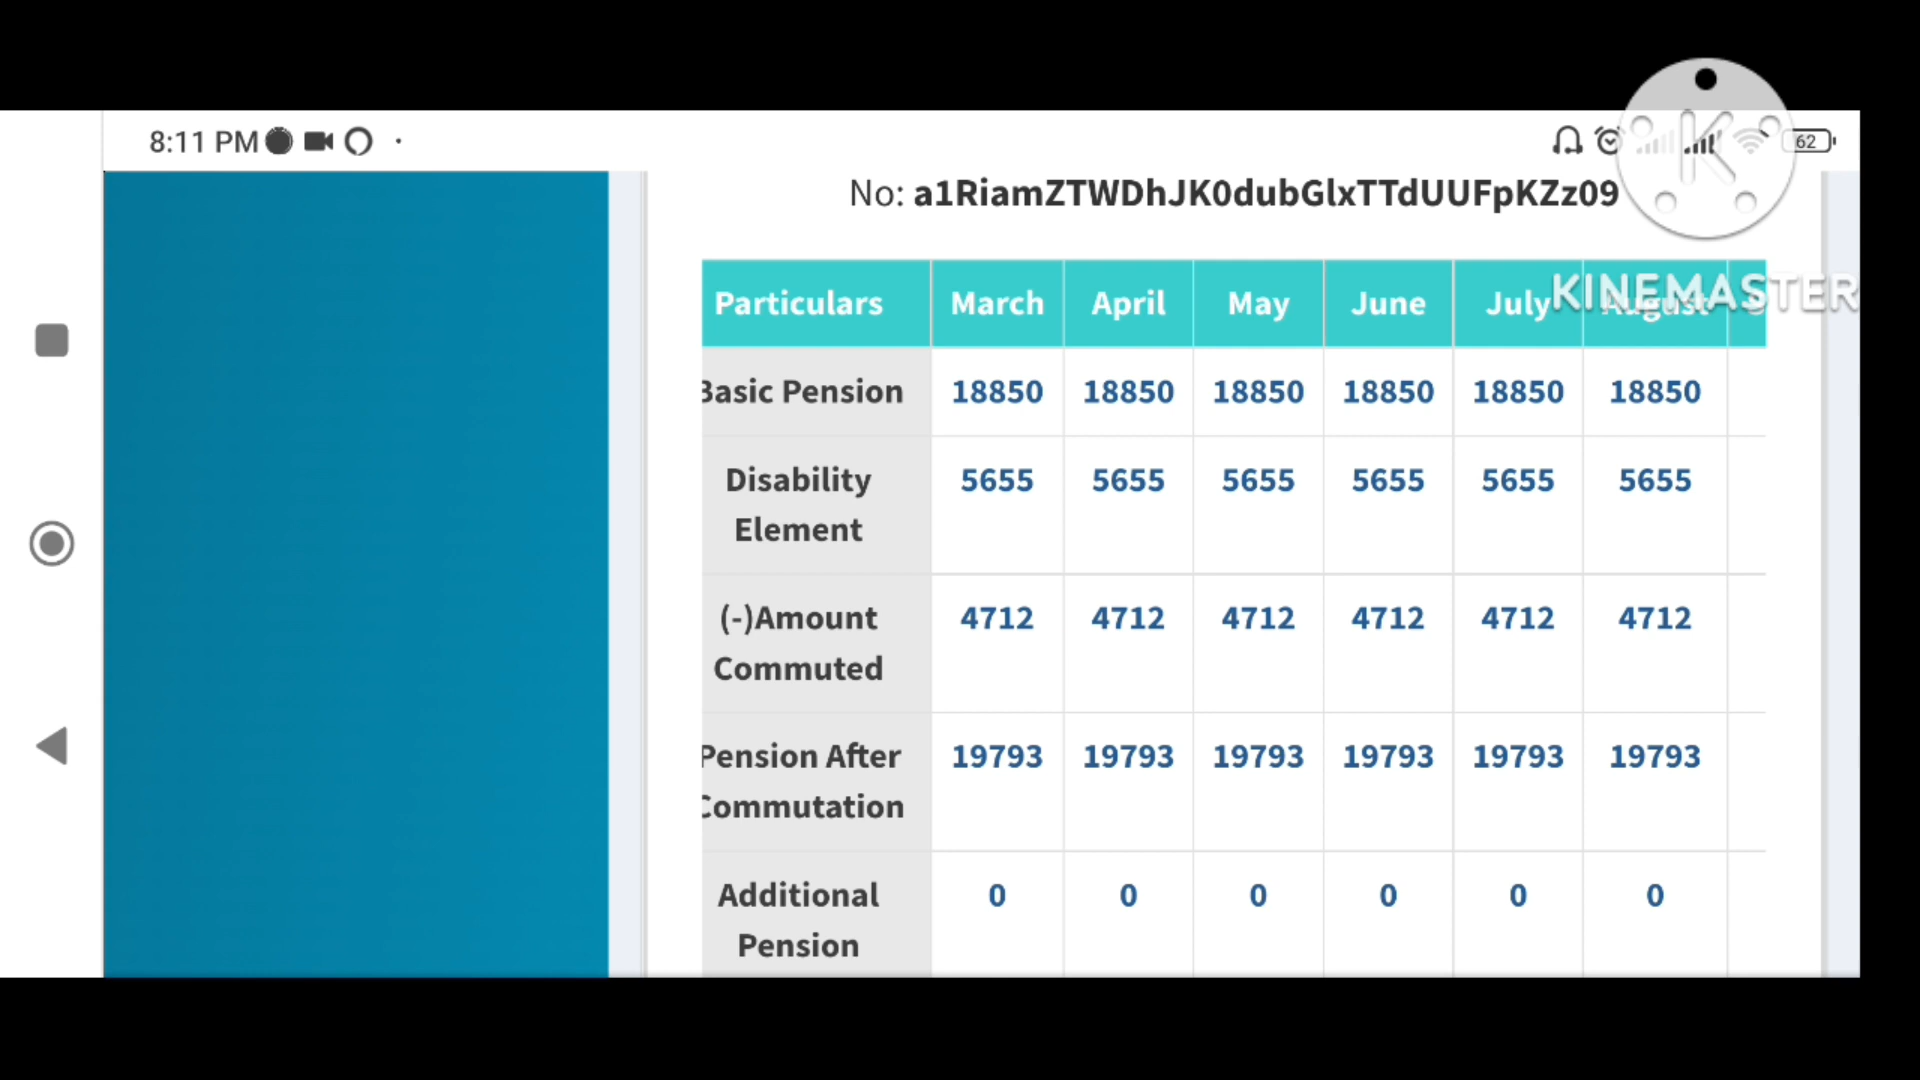 8:11 PM
62
No: a1RiamZTWDhJK0dubGlxTTdUUFpKZz09
KINEMASTER
Particulars March April May June July August
Basic Pension 18850 18850 18850 18850 18850 18850
Disability 5655 5655 5655 5655 5655 5655
Element
(-)Amount 4712 4712 4712 4712 4712 4712
Commuted
Pension After 19793 19793 19793 19793 19793 19793
Commutation
Additional 0 0 0 0 0 0
Pension